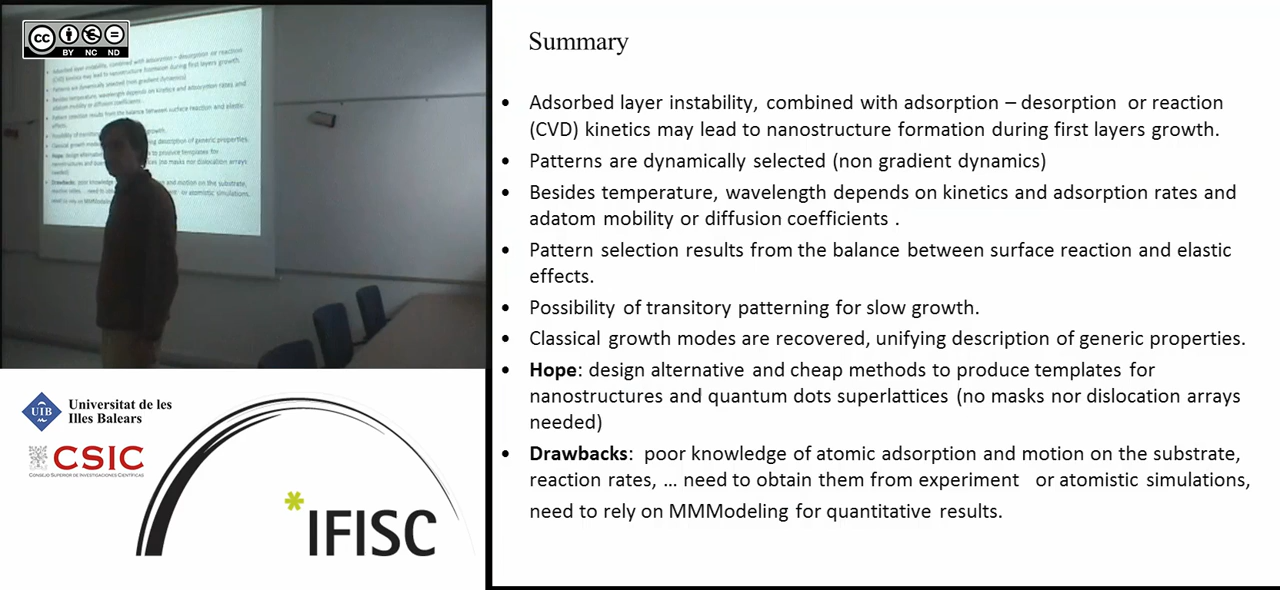 cc
BY NC ND
Universitat de les
Illes Balears
UIB
CSIC
CONSEJO SUPERIOR DE INVESTIGACIONES CIENTÍFICAS
*IFISC
Summary
• Adsorbed layer instability, combined with adsorption – desorption or reaction
(CVD) kinetics may lead to nanostructure formation during first layers growth.
• Patterns are dynamically selected (non gradient dynamics)
• Besides temperature, wavelength depends on kinetics and adsorption rates and
adatom mobility or diffusion coefficients .
• Pattern selection results from the balance between surface reaction and elastic
effects.
• Possibility of transitory patterning for slow growth.
• Classical growth modes are recovered, unifying description of generic properties.
• Hope: design alternative and cheap methods to produce templates for
nanostructures and quantum dots superlattices (no masks nor dislocation arrays
needed)
• Drawbacks: poor knowledge of atomic adsorption and motion on the substrate,
reaction rates, ... need to obtain them from experiment or atomistic simulations,
need to rely on MMModeling for quantitative results.